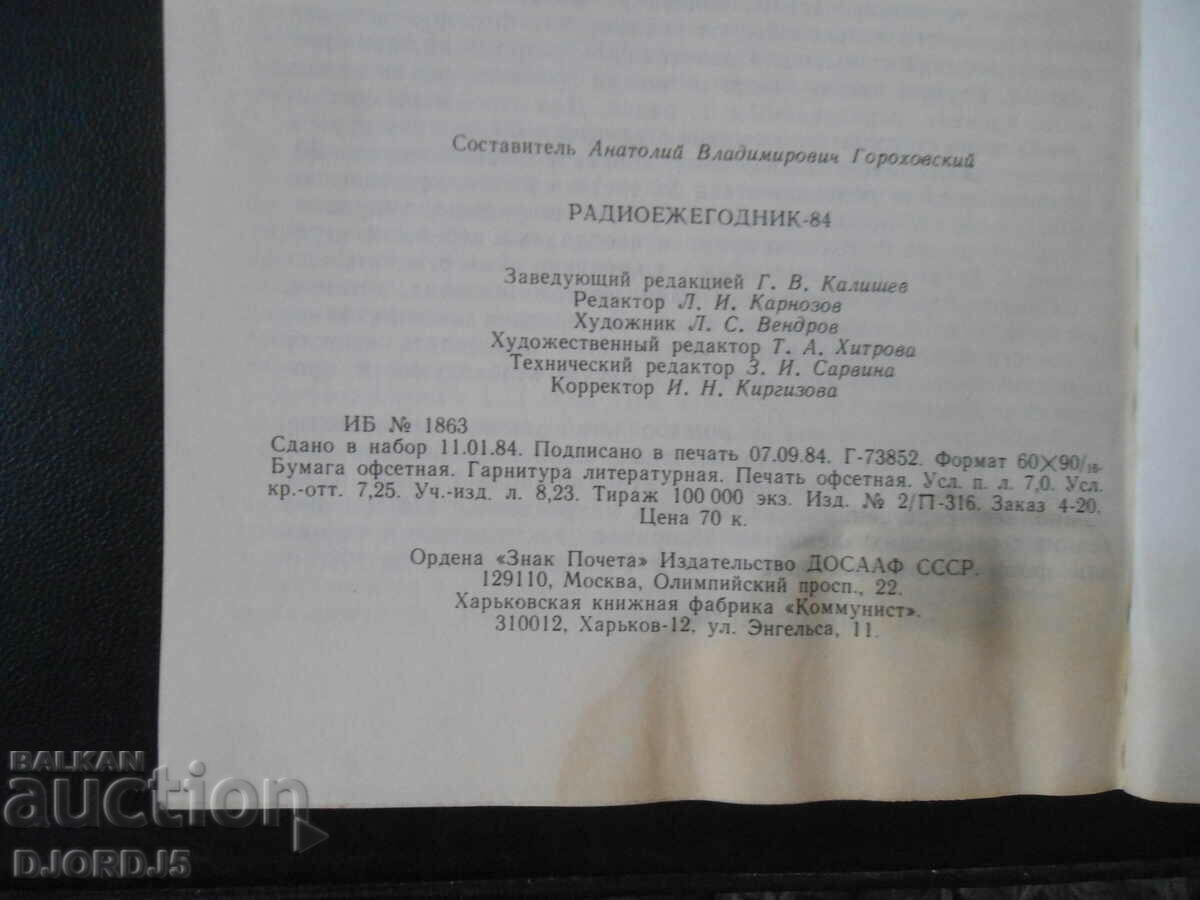 Составитель Анатолий Владимирович Гороховский
РАДИОЕЖЕГОДНИК-84
Заведующий редакцией Г. В. Калишев
Редактор Л. И. Карнозов
Художник Л. С. Вендров
Художественный редактор Т. А. Хитрова
Технический редактор З. И. Сарвина
Корректор И. Н. Киргизова
ИБ № 1863
Сдано в набор 11.01.84. Подписано в печать 07.09.84. Г-73852. Формат 60×90/16.
Бумага офсетная. Гарнитура литературная. Печать офсетная. Усл. п. л. 7,0. Усл.
кр.-отт. 7,25. Уч.-изд. л. 8,23. Тираж 100 000 экз. Изд. № 2/П-316. Заказ 4-20.
Цена 70 к.
Ордена «Знак Почета» Издательство ДОСААФ СССР.
129110, Москва, Олимпийский просп., 22.
Харьковская книжная фабрика «Коммунист».
310012, Харьков-12, ул. Энгельса, 11.
BALKAN
auction
DJORDJ5